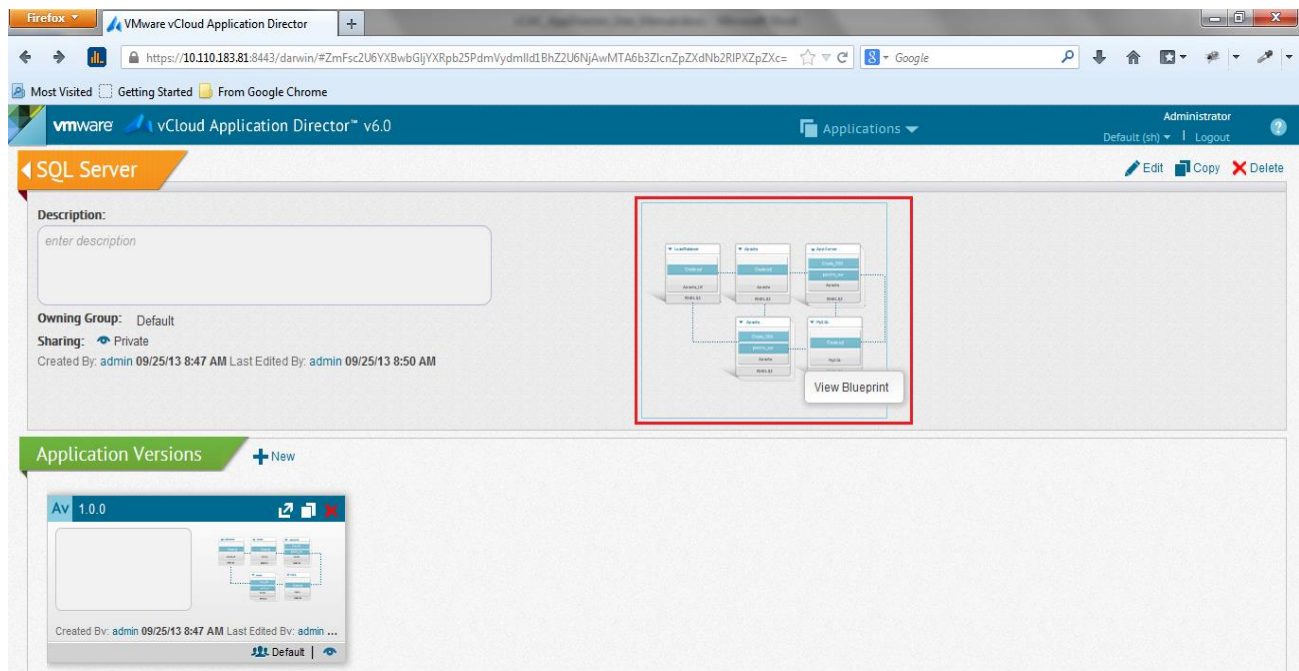 Firefox
VMware vCloud Application Director
+
https://10.110.183.81:8443/darwin/#
Google
Most Visited
Getting Started
From Google Chrome
vmware
vCloud Application Director™ v6.0
Applications
Administrator
Default (sh)
Logout
?
SQL Server
Edit
Copy
Delete
Description:
enter description
Owning Group: Default
Sharing: Private
Created By: admin 09/25/13 8:47 AM Last Edited By: admin 09/25/13 8:50 AM
View Blueprint
Application Versions
New
Av 1.0.0
Created By: admin 09/25/13 8:47 AM Last Edited By: admin ...
Default